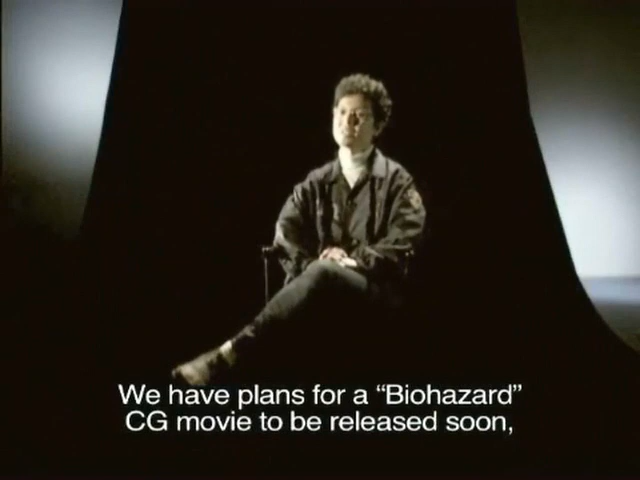 We have plans for a “Biohazard”
CG movie to be released soon,